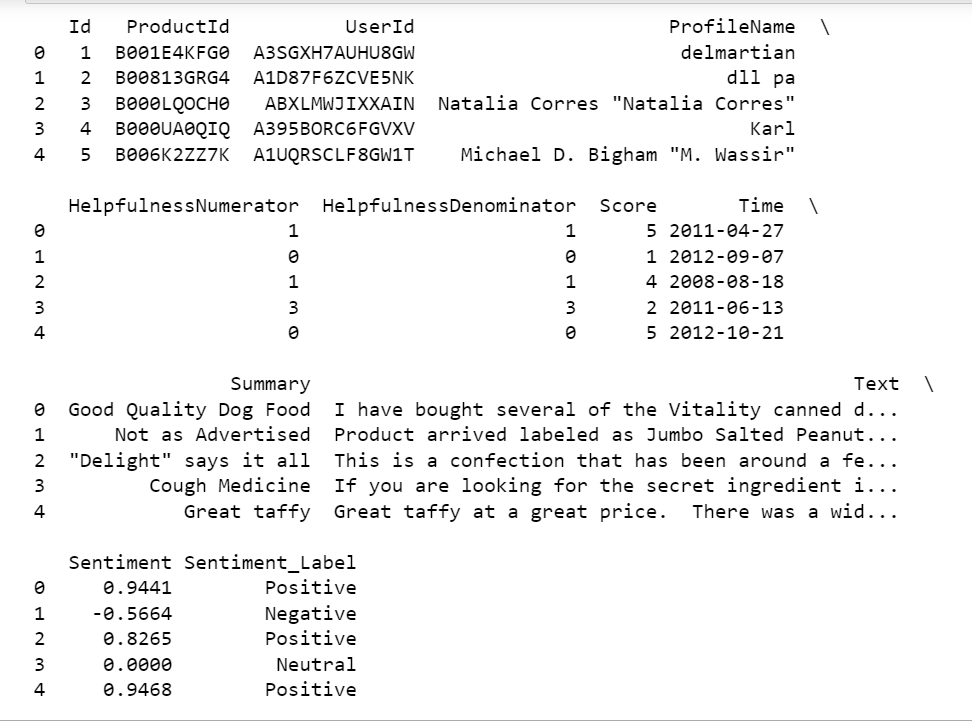 Id ProductId UserId ProfileName \
0 1 B001E4KFG0 A3SGXH7AUHU8GW delmartian
1 2 B00813GRG4 A1D87F6ZCVE5NK dll pa
2 3 B000LQOCH0 ABXLMWJIXXAIN Natalia Corres "Natalia Corres"
3 4 B000UA0QIQ A395BORC6FGVXV Karl
4 5 B006K2ZZ7K A1UQRSCLF8GW1T Michael D. Bigham "M. Wassir"
HelpfulnessNumerator HelpfulnessDenominator Score Time \
0 1 1 5 2011-04-27
1 0 0 1 2012-09-07
2 1 1 4 2008-08-18
3 3 3 2 2011-06-13
4 0 0 5 2012-10-21
Summary Text \
0 Good Quality Dog Food I have bought several of the Vitality canned d...
1 Not as Advertised Product arrived labeled as Jumbo Salted Peanut...
2 "Delight" says it all This is a confection that has been around a fe...
3 Cough Medicine If you are looking for the secret ingredient i...
4 Great taffy Great taffy at a great price. There was a wid...
Sentiment Sentiment_Label
0 0.9441 Positive
1 -0.5664 Negative
2 0.8265 Positive
3 0.0000 Neutral
4 0.9468 Positive